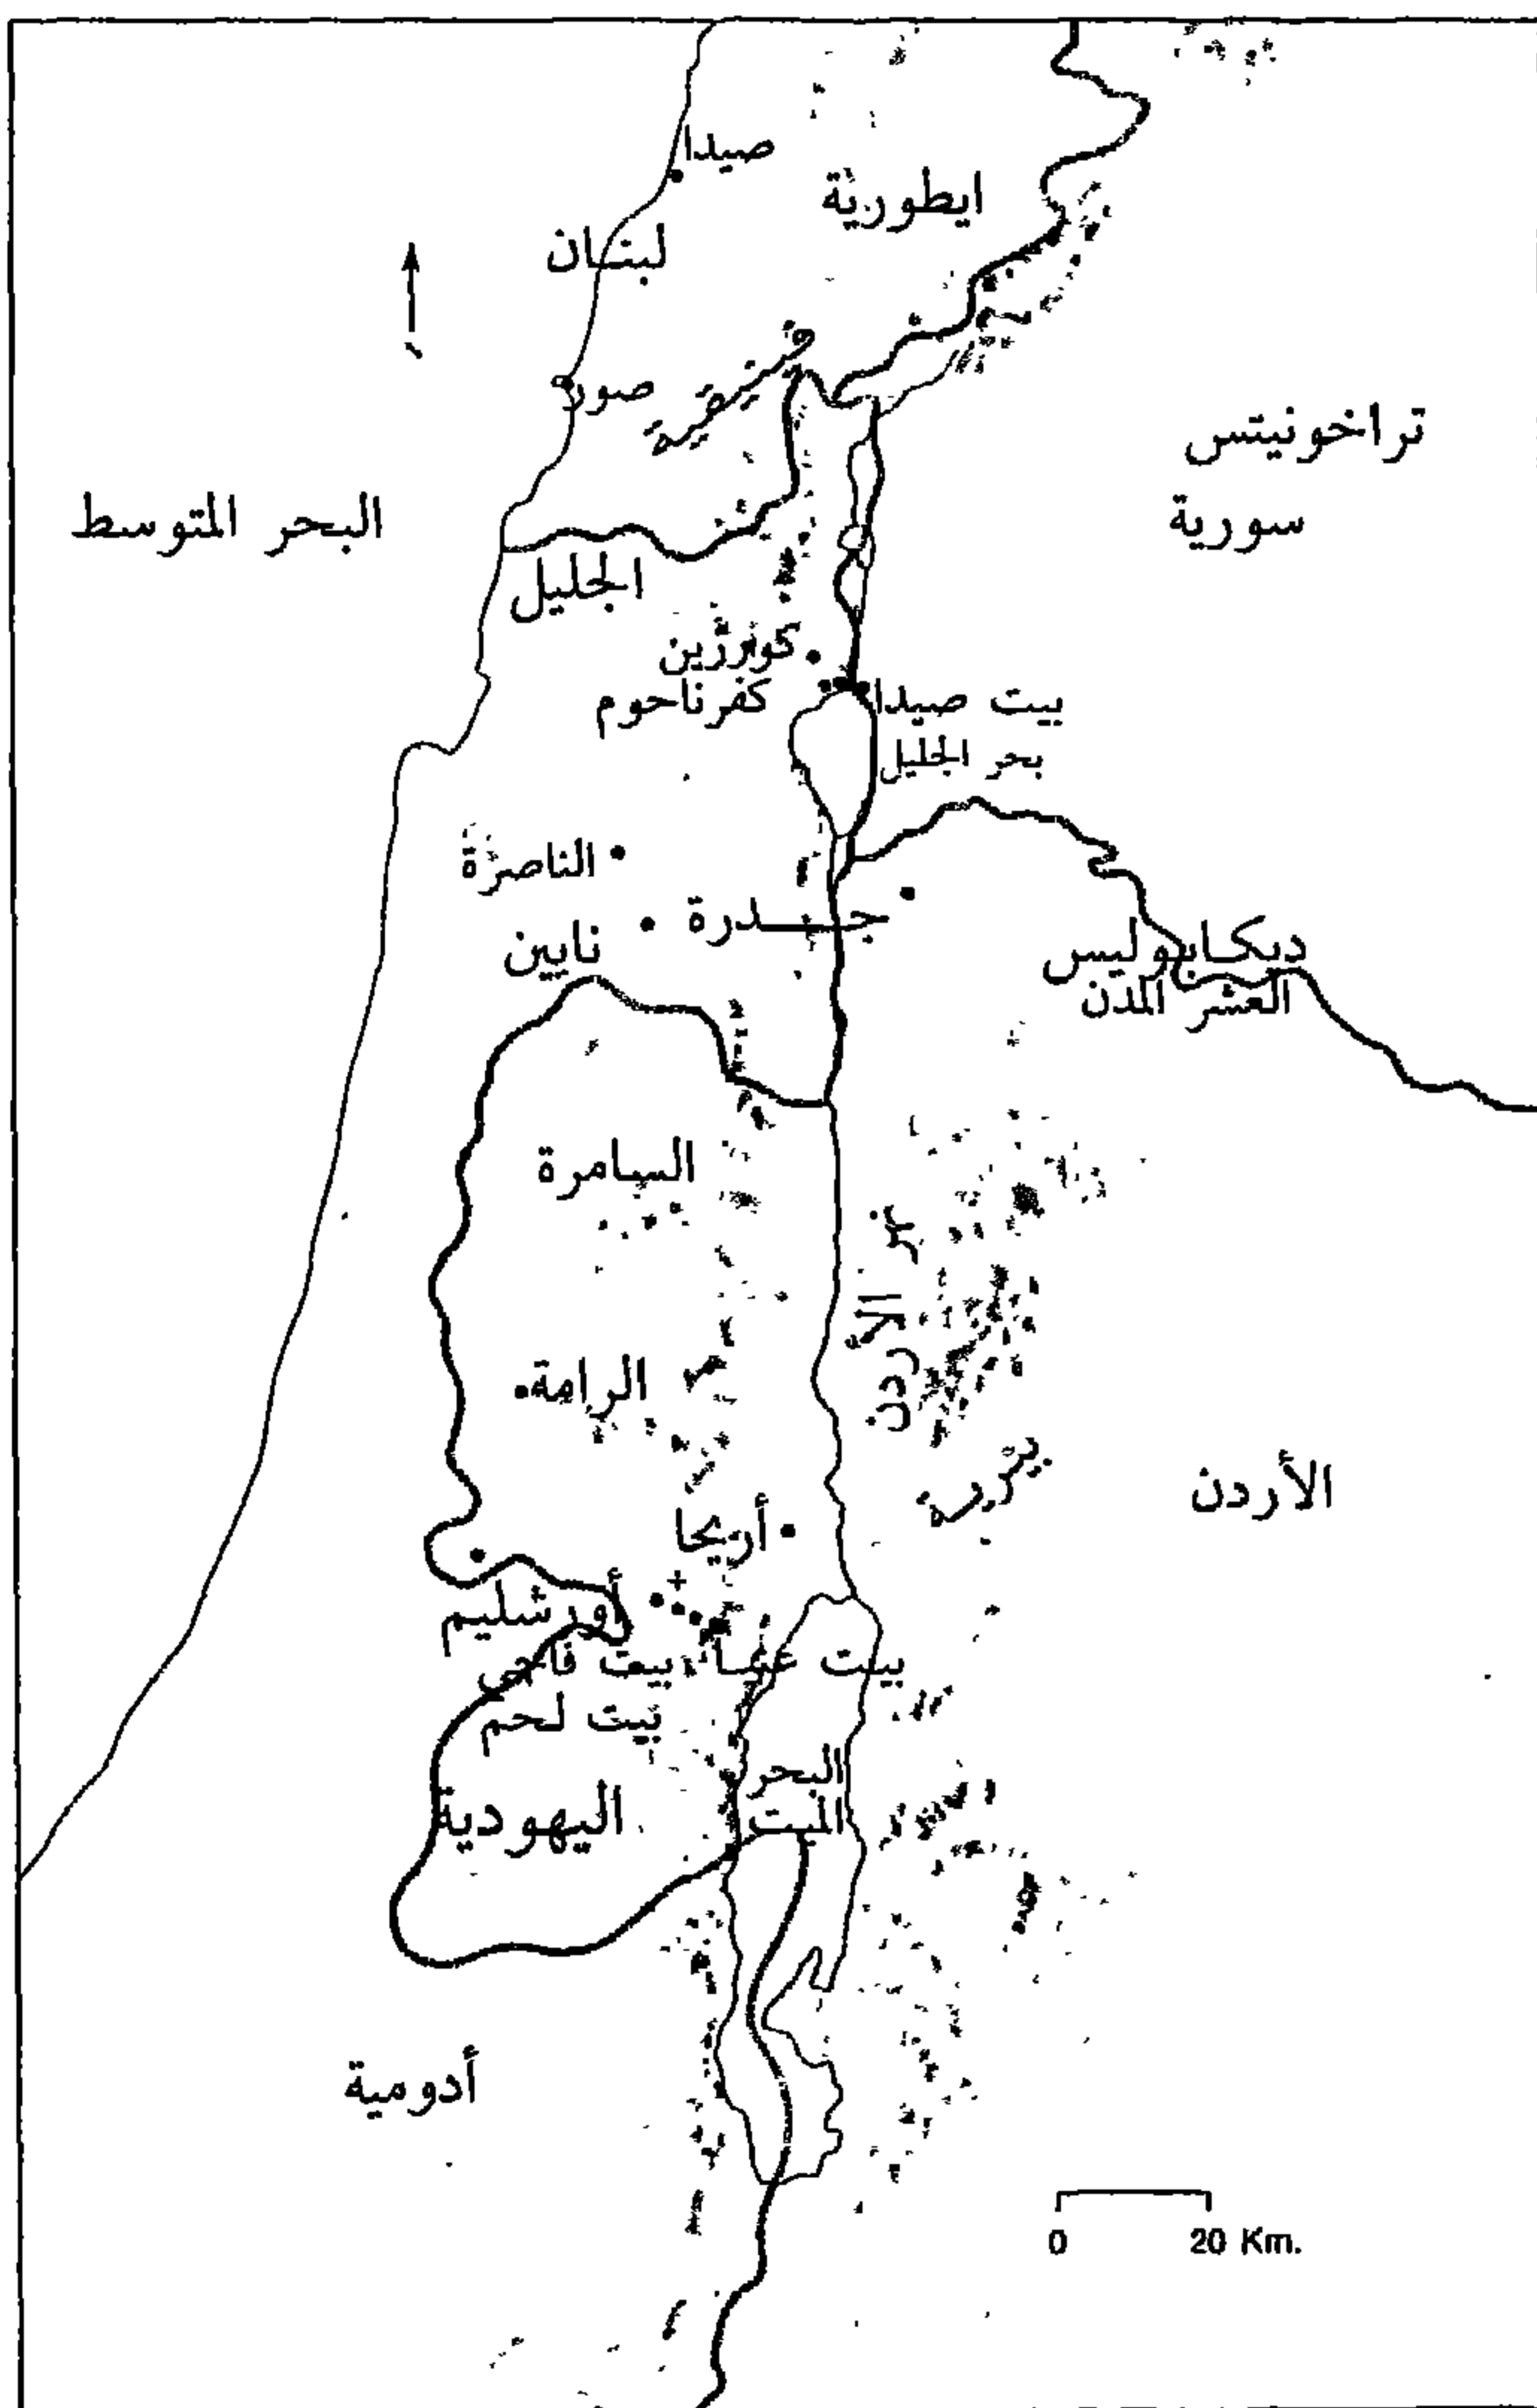 صيدا
ايطورية
لبنان
فينيقية
صور
تراخونيتس
البحر المتوسط
سورية
الجليل
كورزين
كفرناحوم
بيت صيدا
بحر الجليل
الناصرة
جدرة
نايين
ديكابوليس
العشر المدن
السامرة
نهر الأردن
الرامة
بيرية
الأردن
أريحا
أورشليم
بيت عنيا بيت فاجي
بيت لحم
البحر
الميت
اليهودية
أدومية
0 20 Km.